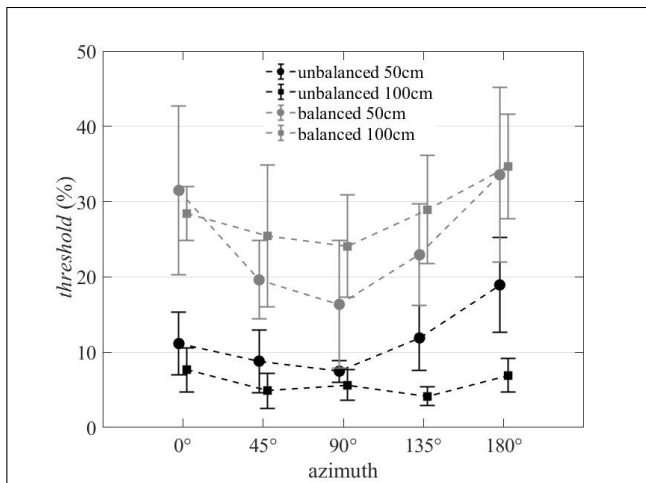 50
40
30
20
10
0
threshold (%)
unbalanced 50cm
unbalanced 100cm
balanced 50cm
balanced 100cm
0° 45° 90° 135° 180°
azimuth